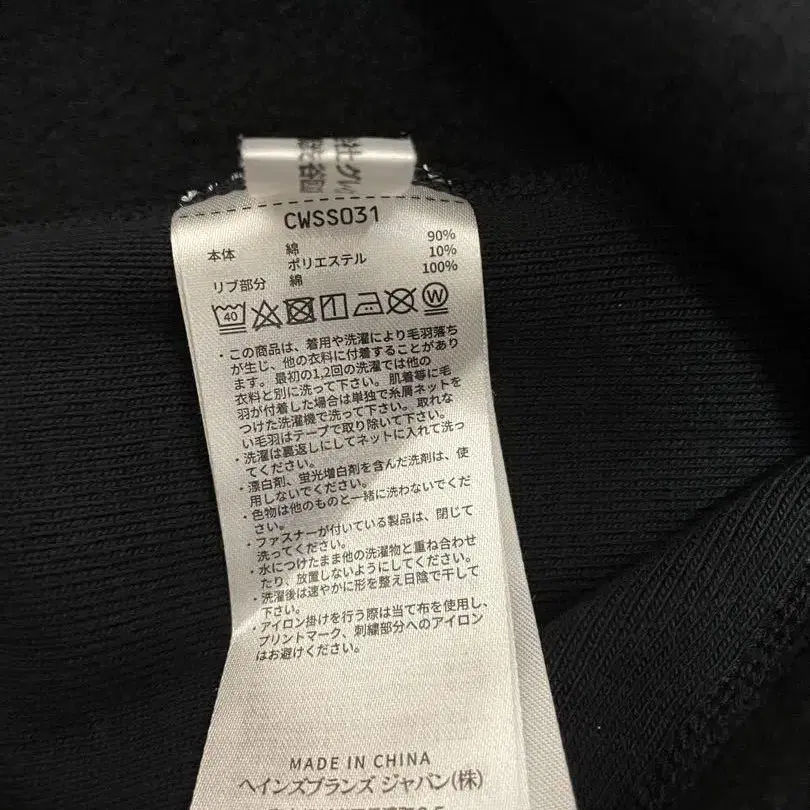 CWSS031
本体 綿 90%
ポリエステル 10%
リブ部分 綿 100%
40
W
・この商品は、着用や洗濯により毛羽落ち
が生じ、他の衣料に付着することがあり
ます。最初の1,2回の洗濯では他の
衣料と別に洗って下さい。肌着等に毛
羽が付着した場合は単独で糸屑ネットを
つけた洗濯機で洗って下さい。取れな
い毛羽はテープで取り除いて下さい。
・洗濯は裏返しにしてネットに入れて洗っ
てください。
・漂白剤、蛍光増白剤を含んだ洗剤は、使
用しないでください。
・色物は他のものと一緒に洗わないでくだ
さい。
・ファスナーが付いている製品は、閉じて
洗ってください。
・水につけたまま他の洗濯物と重ね合わせ
たり、放置しないようにしてください。
・洗濯後は速やかに形を整え日陰で干して
下さい。
・アイロン掛けを行う際は当て布を使用し、
プリントマーク、刺繍部分へのアイロン
はお避けください。
MADE IN CHINA
ヘインズブランズ ジャパン(株)